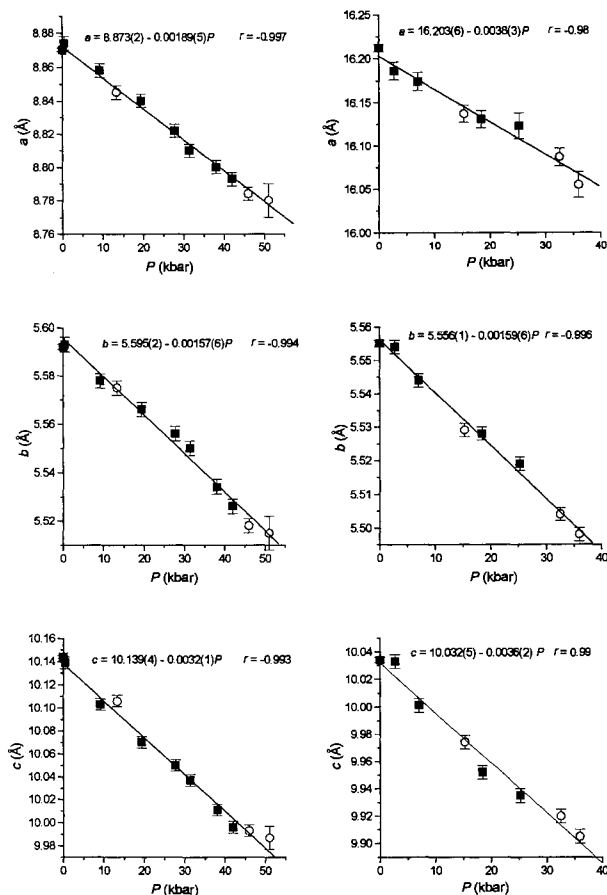 a = 8.873(2) - 0.00189(5)P r = -0.997
8.88
8.86
8.84
8.82
8.80
8.78
8.76
a (Å)
0 10 20 30 40 50
P (kbar)
a = 16.203(6) - 0.0038(3)P r = -0.98
16.25
16.20
16.15
16.10
16.05
16.00
a (Å)
0 10 20 30 40
P (kbar)
b = 5.595(2) - 0.00157(6)P r = -0.994
5.60
5.58
5.56
5.54
5.52
b (Å)
0 10 20 30 40 50
P (kbar)
b = 5.556(1) - 0.00159(6)P r = -0.996
5.56
5.55
5.54
5.53
5.52
5.51
5.50
b (Å)
0 10 20 30 40
P (kbar)
c = 10.139(4) - 0.0032(1)P r = -0.993
10.16
10.14
10.12
10.10
10.08
10.06
10.04
10.02
10.00
9.98
c (Å)
0 10 20 30 40 50
P (kbar)
c = 10.032(5) - 0.0036(2) P r = 0.99
10.04
10.02
10.00
9.98
9.96
9.94
9.92
9.90
c (Å)
0 10 20 30 40
P (kbar)